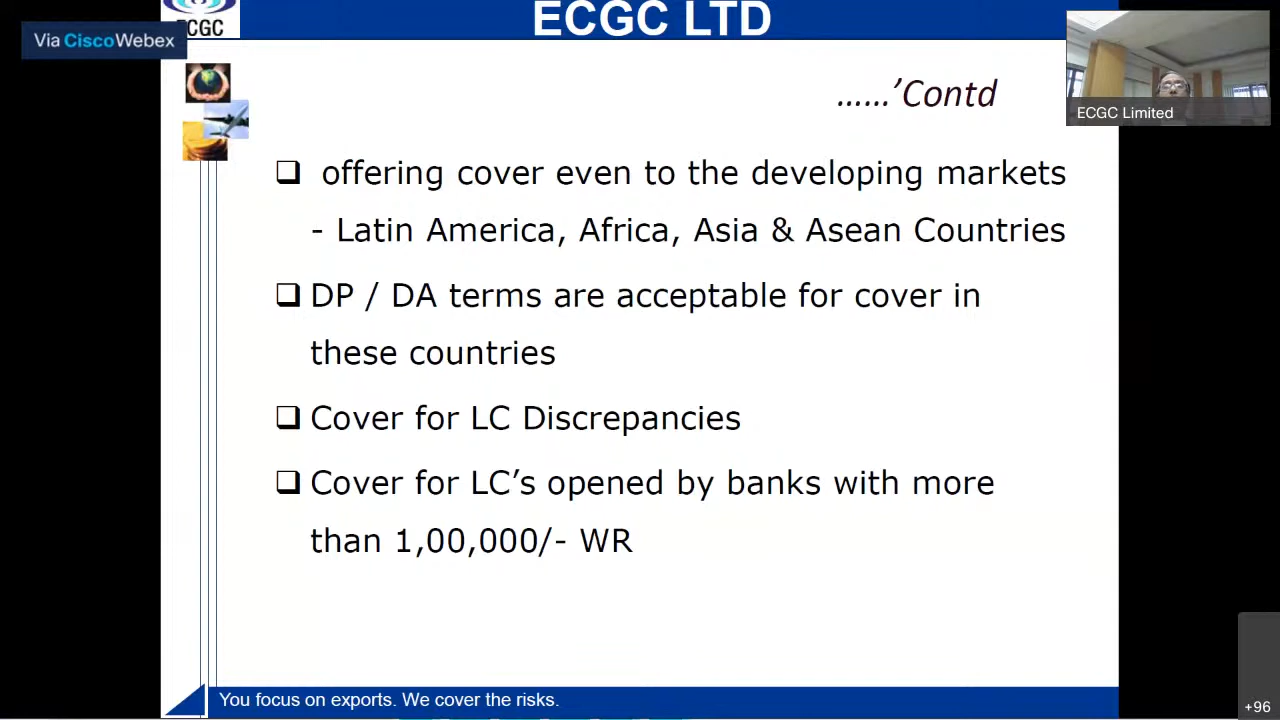 ECGC
ECGC LTD
Via CiscoWebex
......’Contd
ECGC Limited
❑ offering cover even to the developing markets
- Latin America, Africa, Asia & Asean Countries
❑ DP / DA terms are acceptable for cover in
these countries
❑ Cover for LC Discrepancies
❑ Cover for LC’s opened by banks with more
than 1,00,000/- WR
You focus on exports. We cover the risks.
+96